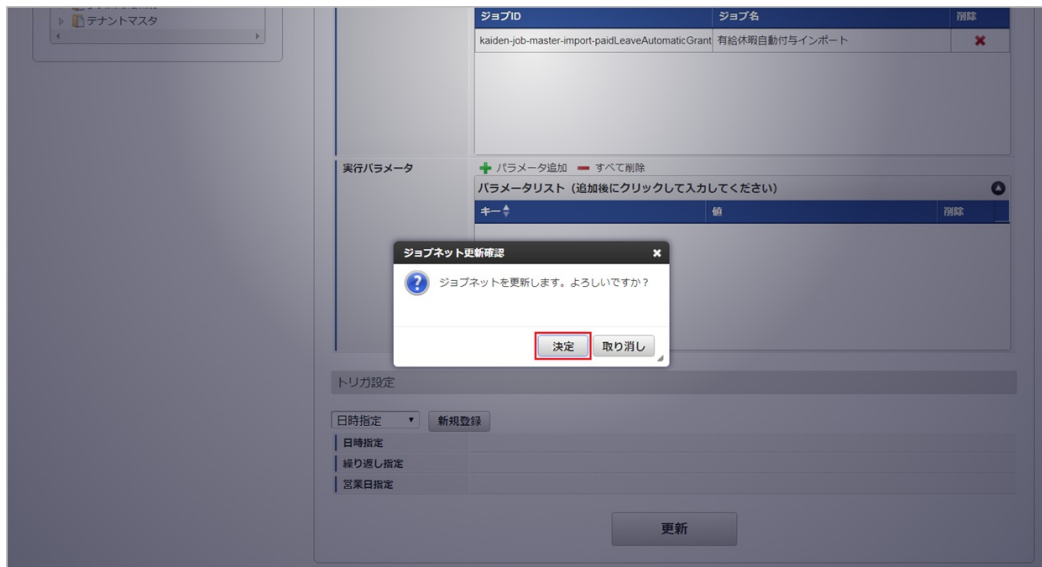 テナントマスタ
ジョブID ジョブ名 削除
kaiden-job-master-import-paidLeaveAutomaticGrant 有給休暇自動付与インポート
実行パラメータ
パラメータ追加 すべて削除
パラメータリスト（追加後にクリックして入力してください）
キー 値 削除
ジョブネット更新確認
ジョブネットを更新します。よろしいですか？
決定 取り消し
トリガ設定
日時指定 新規登録
日時指定
繰り返し指定
営業日指定
更新